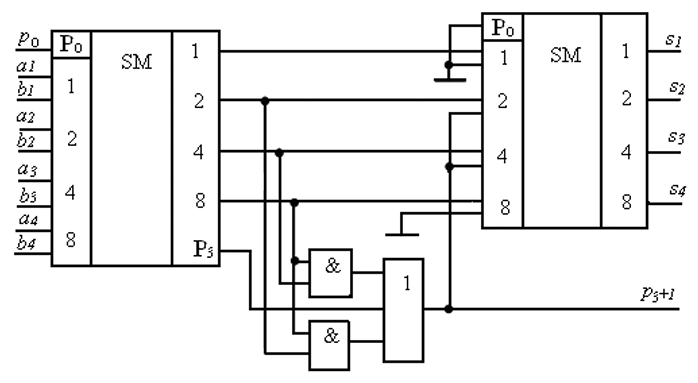 p0 P0 SM 1
a1
b1 1
a2 2
b2 2
a3 4
b3 4
a4 8
b4 8
P3
P0 SM
1 1 s1
2 2 s2
4 4 s3
8 8 s4
& 1
p3+1
&